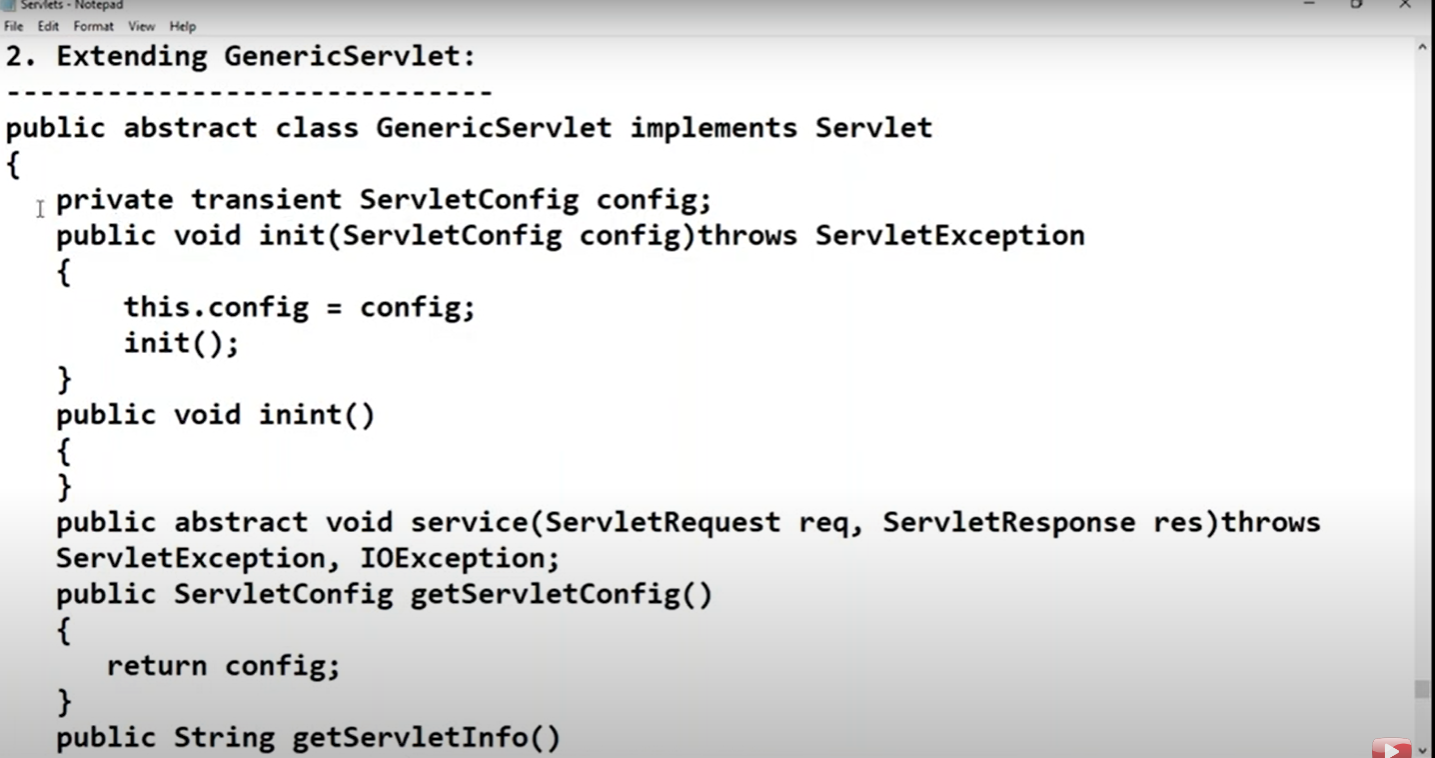 Servlets - Notepad
File Edit Format View Help
2. Extending GenericServlet:
-----------------------------
public abstract class GenericServlet implements Servlet
{
private transient ServletConfig config;
public void init(ServletConfig config)throws ServletException
{
this.config = config;
init();
}
public void inint()
{
}
public abstract void service(ServletRequest req, ServletResponse res)throws
ServletException, IOException;
public ServletConfig getServletConfig()
{
return config;
}
public String getServletInfo()